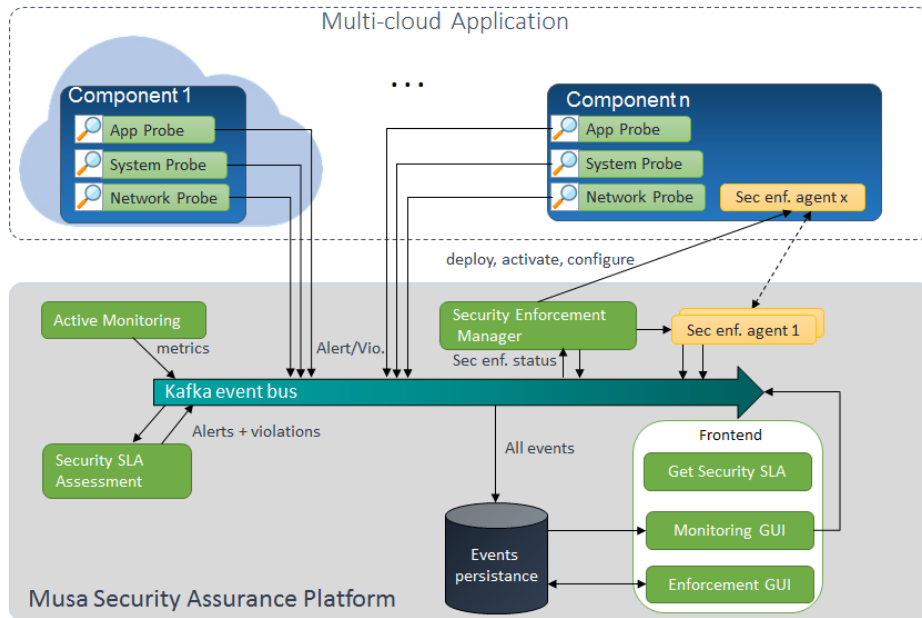 Multi-cloud Application
Component 1
App Probe
System Probe
Network Probe
...
Component n
App Probe
System Probe
Network Probe
Sec enf. agent x
deploy, activate, configure
Active Monitoring
metrics
Alert/Vio.
Security Enforcement
Manager
Sec enf. status
Sec enf. agent 1
Kafka event bus
Alerts + violations
Security SLA
Assessment
All events
Frontend
Get Security SLA
Monitoring GUI
Enforcement GUI
Events
persistance
Musa Security Assurance Platform